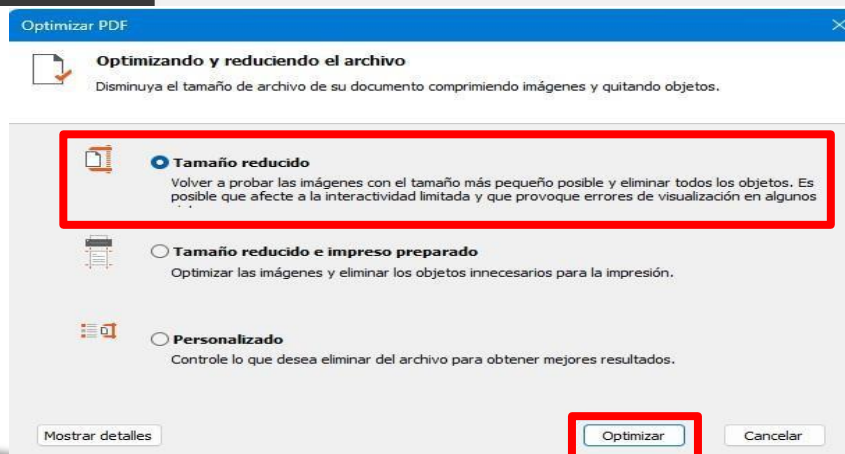 Optimizar PDF
Optimizando y reduciendo el archivo
Disminuya el tamaño de archivo de su documento comprimiendo imágenes y quitando objetos.
Tamaño reducido
Volver a probar las imágenes con el tamaño más pequeño posible y eliminar todos los objetos. Es
posible que afecte a la interactividad limitada y que provoque errores de visualización en algunos
Tamaño reducido e impreso preparado
Optimizar las imágenes y eliminar los objetos innecesarios para la impresión.
Personalizado
Controle lo que desea eliminar del archivo para obtener mejores resultados.
Mostrar detalles
Optimizar
Cancelar